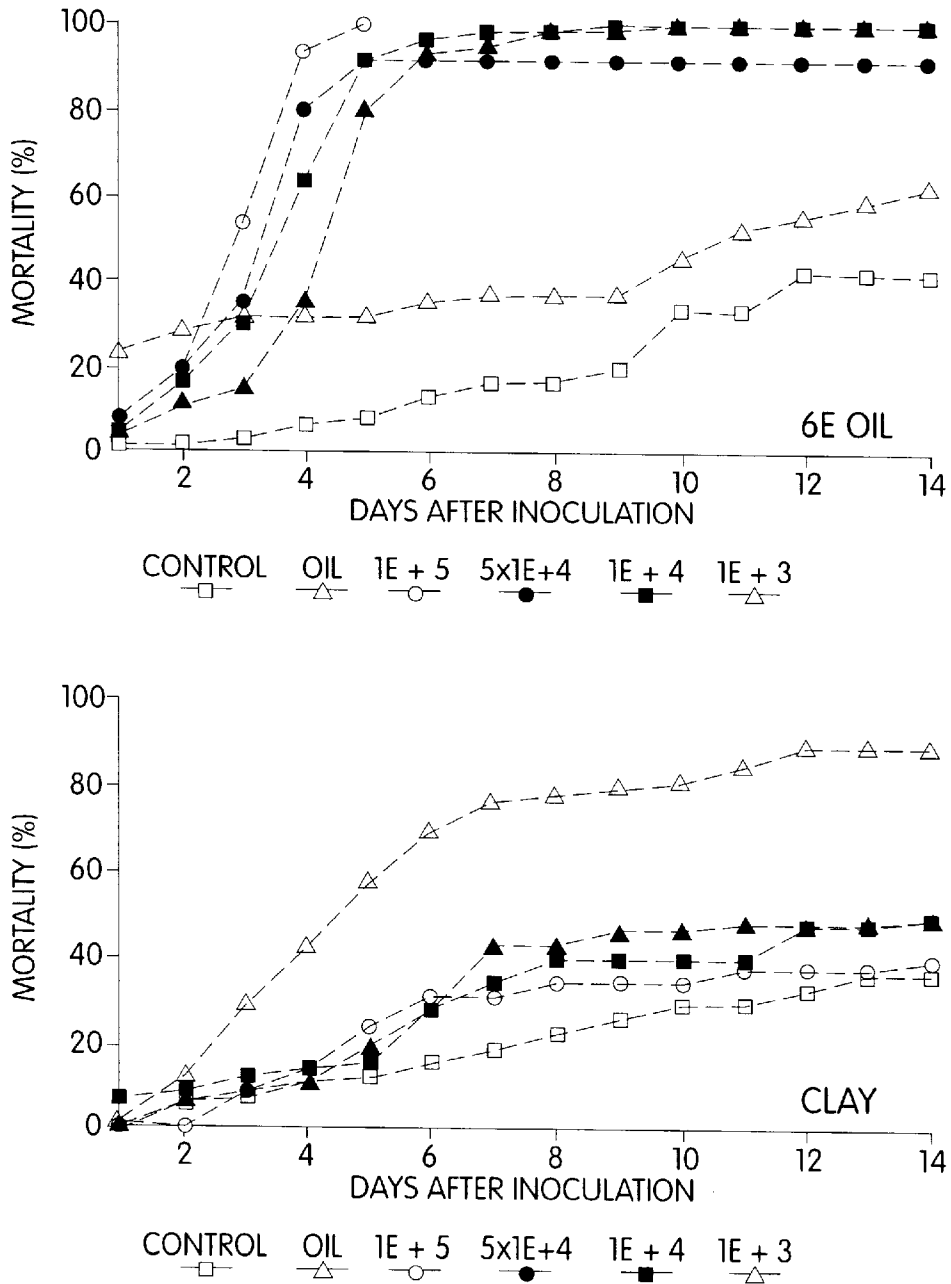 100
80
60
40
20
0
MORTALITY (%)
6E OIL
2 4 6 8 10 12 14
DAYS AFTER INOCULATION
CONTROL OIL 1E + 5 5x1E+4 1E + 4 1E + 3
100
80
60
40
20
0
MORTALITY (%)
CLAY
2 4 6 8 10 12 14
DAYS AFTER INOCULATION
CONTROL OIL 1E + 5 5x1E+4 1E + 4 1E + 3